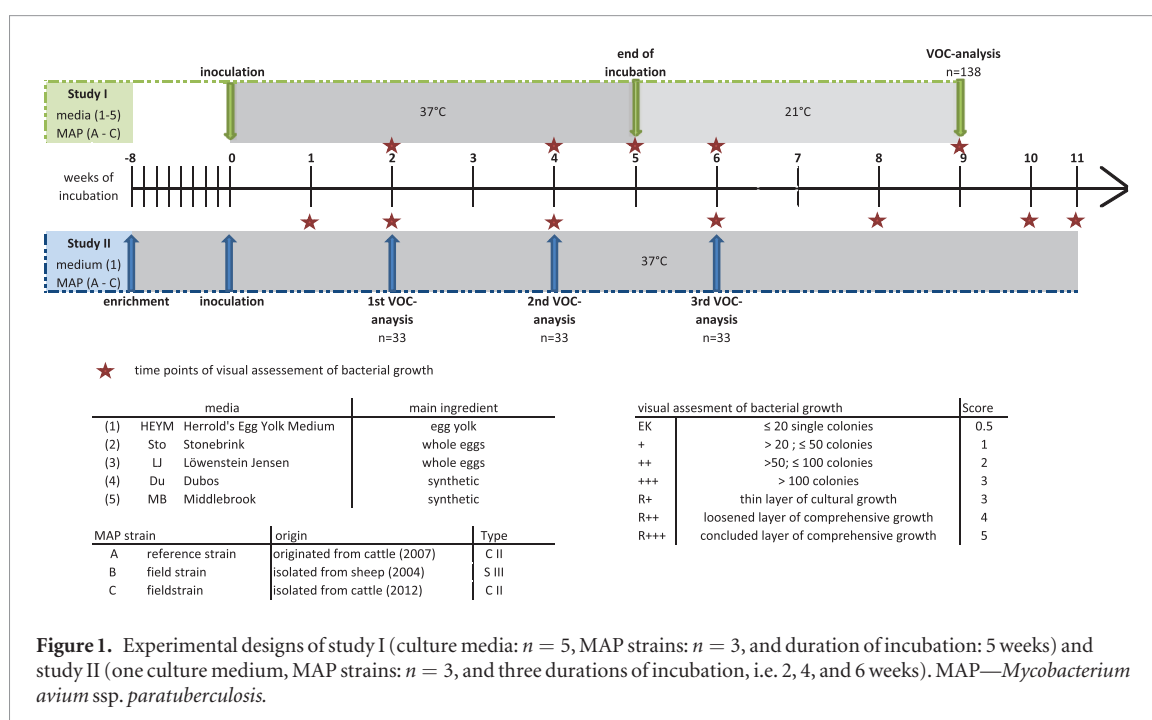 inoculation
end of
incubation
VOC-analysis
n=138
Study I
media (1-5)
MAP (A - C)
37°C
21°C
weeks of
incubation
-8 0 1 2 3 4 5 6 7 8 9 10 11
Study II
medium (1)
MAP (A - C)
37°C
enrichment
inoculation
1st VOC-
anaysis
n=33
2nd VOC-
anaysis
n=33
3rd VOC-
anaysis
n=33
time points of visual assessement of bacterial growth
media main ingredient
(1) HEYM Herrold's Egg Yolk Medium egg yolk
(2) Sto Stonebrink whole eggs
(3) LJ Löwenstein Jensen whole eggs
(4) Du Dubos synthetic
(5) MB Middlebrook synthetic
MAP strain origin Type
A reference strain originated from cattle (2007) C II
B field strain isolated from sheep (2004) S III
C fieldstrain isolated from cattle (2012) C II
visual assesment of bacterial growth Score
EK ≤ 20 single colonies 0.5
+ > 20 ; ≤ 50 colonies 1
++ >50; ≤ 100 colonies 2
+++ > 100 colonies 3
R+ thin layer of cultural growth 3
R++ loosened layer of comprehensive growth 4
R+++ concluded layer of comprehensive growth 5
Figure 1. Experimental designs of study I (culture media: n = 5, MAP strains: n = 3, and duration of incubation: 5 weeks) and
study II (one culture medium, MAP strains: n = 3, and three durations of incubation, i.e. 2, 4, and 6 weeks). MAP—Mycobacterium
avium ssp. paratuberculosis.